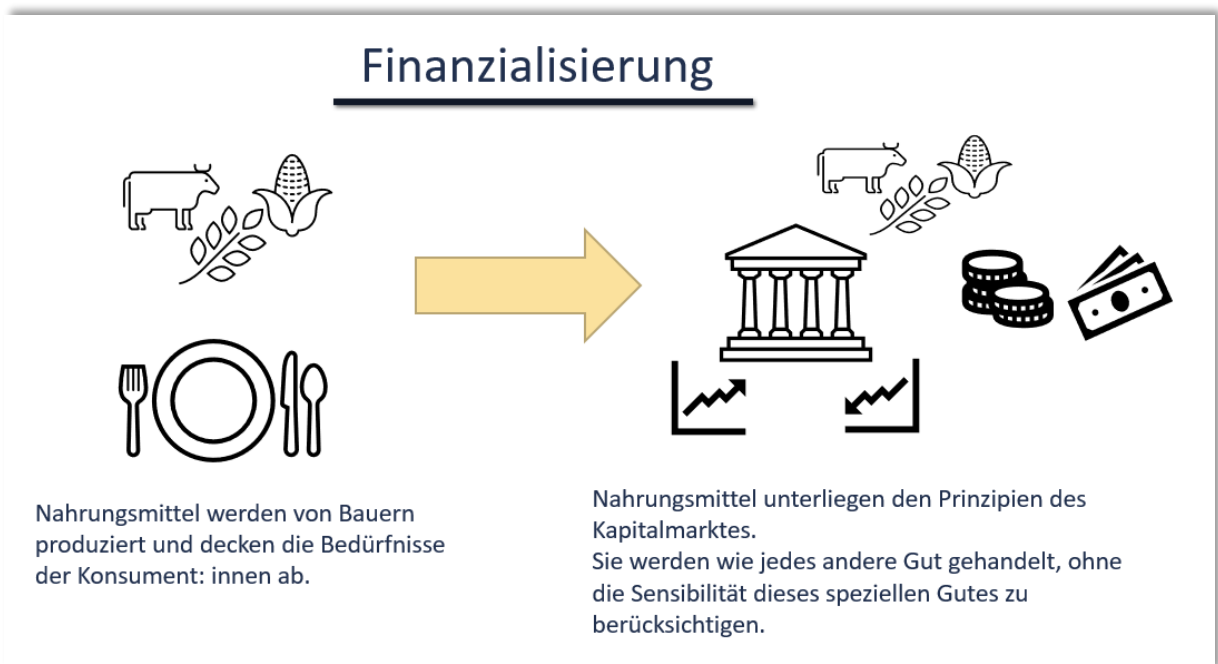 Finanzialisierung
Nahrungsmittel werden von Bauern
produziert und decken die Bedürfnisse
der Konsument: innen ab.
Nahrungsmittel unterliegen den Prinzipien des
Kapitalmarktes.
Sie werden wie jedes andere Gut gehandelt, ohne
die Sensibilität dieses speziellen Gutes zu
berücksichtigen.